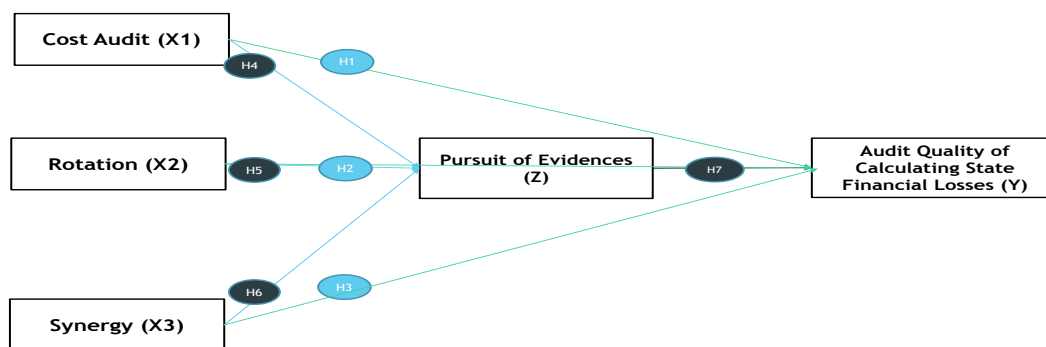 Cost Audit (X1)
H4
H1
Rotation (X2)
H5
H2
Pursuit of Evidences
(Z)
H7
Audit Quality of
Calculating State
Financial Losses (Y)
H6
H3
Synergy (X3)